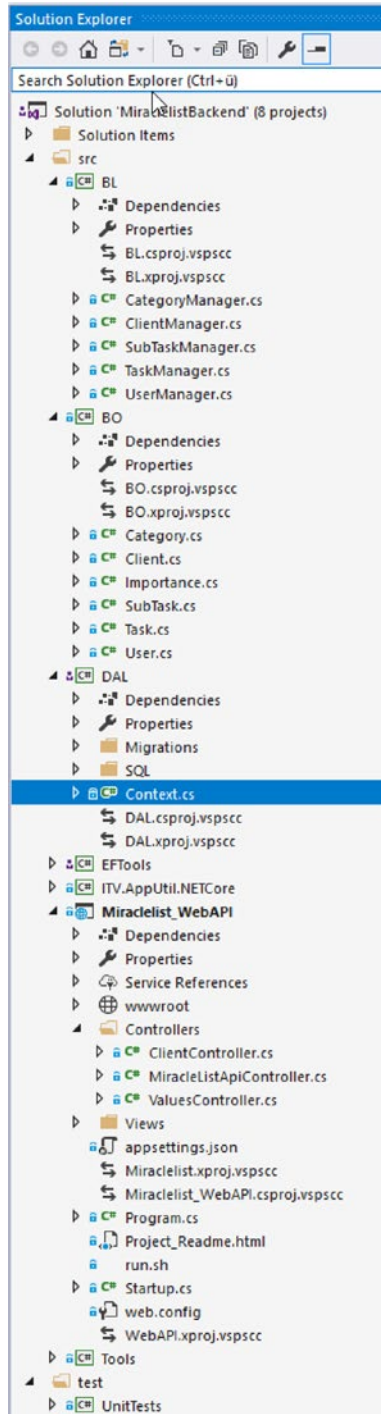 Solution Explorer
Search Solution Explorer (Ctrl+ü)
Solution 'MiraclelistBackend' (8 projects)
Solution Items
src
C# BL
Dependencies
Properties
BL.csproj.vspscc
BL.xproj.vspscc
C# CategoryManager.cs
C# ClientManager.cs
C# SubTaskManager.cs
C# TaskManager.cs
C# UserManager.cs
C# BO
Dependencies
Properties
BO.csproj.vspscc
BO.xproj.vspscc
C# Category.cs
C# Client.cs
C# Importance.cs
C# SubTask.cs
C# Task.cs
C# User.cs
C# DAL
Dependencies
Properties
Migrations
SQL
C# Context.cs
DAL.csproj.vspscc
DAL.xproj.vspscc
C# EFTools
C# ITV.AppUtil.NETCore
Miraclelist_WebAPI
Dependencies
Properties
Service References
wwwroot
Controllers
C# ClientController.cs
C# MiracleListApiController.cs
C# ValuesController.cs
Views
appsettings.json
Miraclelist.xproj.vspscc
Miraclelist_WebAPI.csproj.vspscc
C# Program.cs
Project_Readme.html
run.sh
C# Startup.cs
web.config
WebAPI.xproj.vspscc
C# Tools
test
C# UnitTests